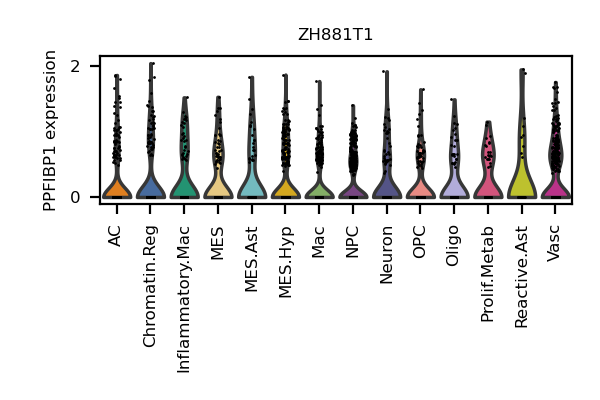 ZH881T1
PPFIBP1 expression
2
0
AC
Chromatin.Reg
Inflammatory.Mac
MES
MES.Ast
MES.Hyp
Mac
NPC
Neuron
OPC
Oligo
Prolif.Metab
Reactive.Ast
Vasc